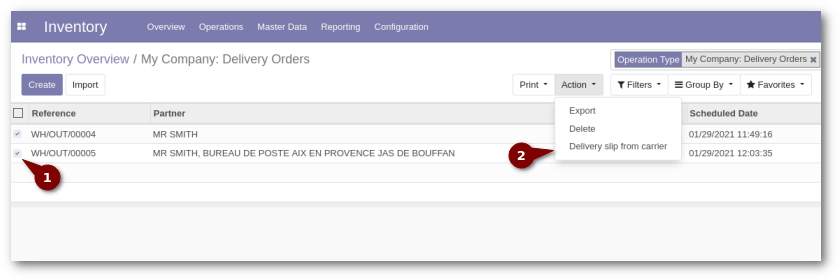 Inventory Overview Operations Master Data Reporting Configuration
Inventory Overview / My Company: Delivery Orders
Operation Type My Company: Delivery Orders ×
Create Import Print Action Filters Group By Favorites
Export
Delete
Delivery slip from carrier
Reference Partner Scheduled Date
WH/OUT/00004 MR SMITH 01/29/2021 11:49:16
WH/OUT/00005 MR SMITH, BUREAU DE POSTE AIX EN PROVENCE JAS DE BOUFFAN 01/29/2021 12:03:35
1
2